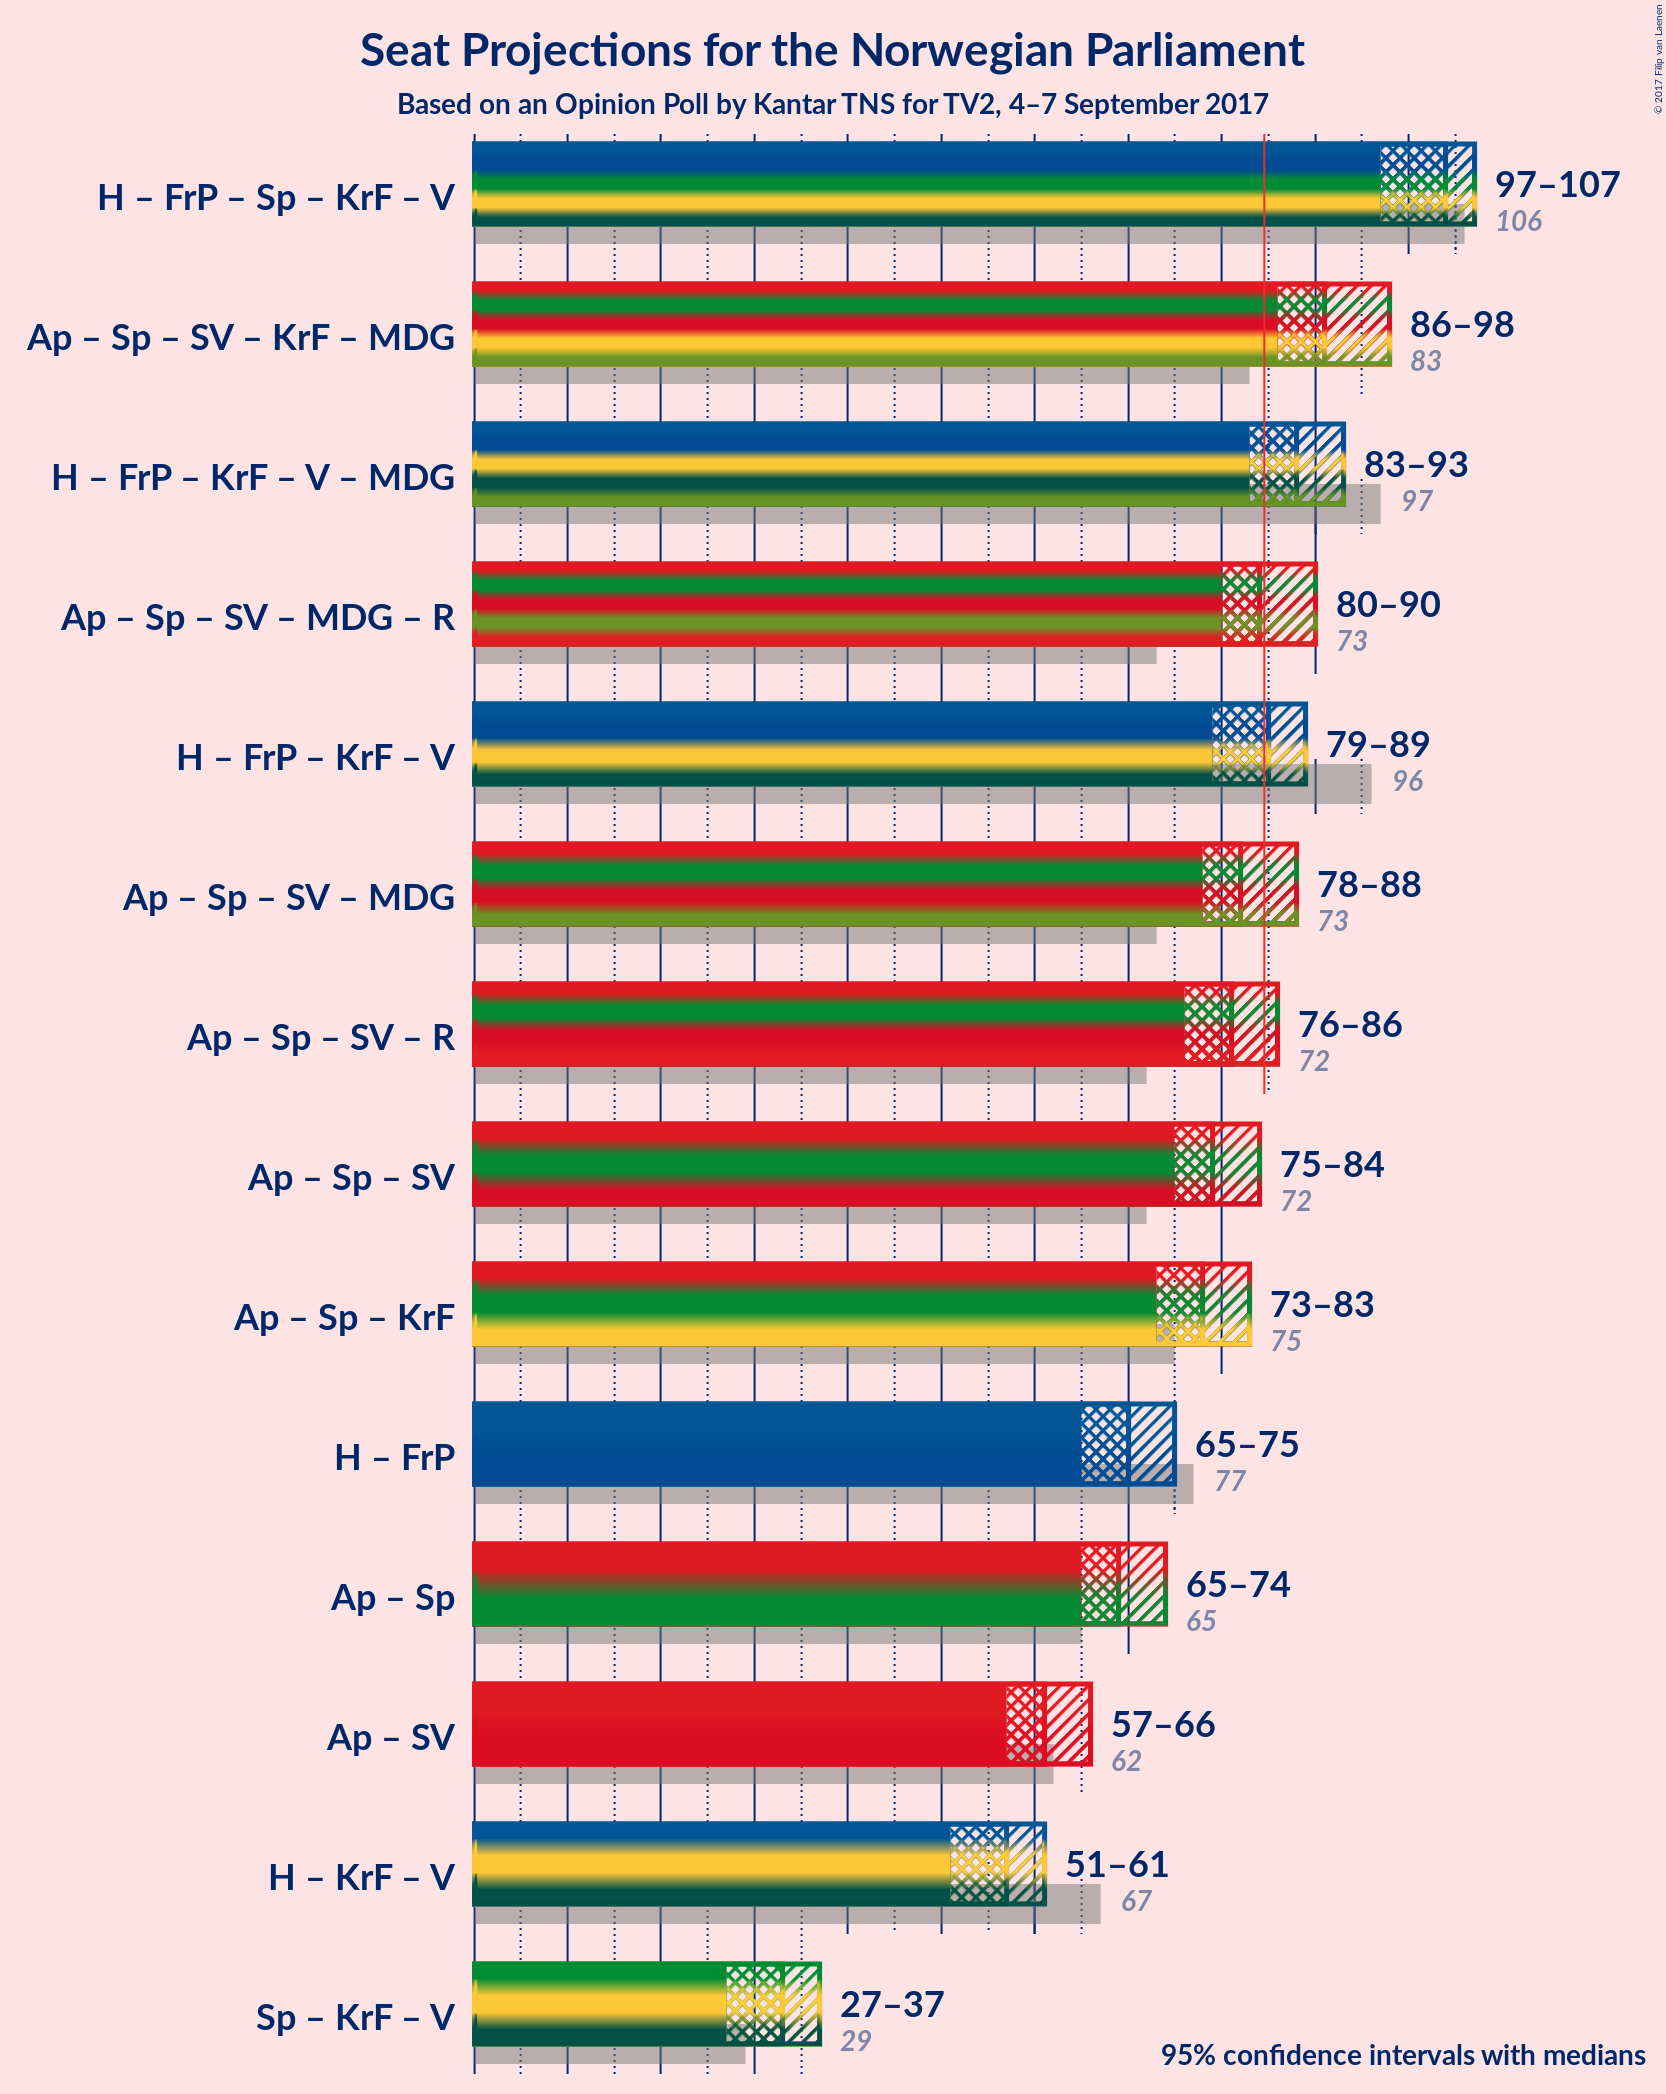 Seat Projections for the Norwegian Parliament
Based on an Opinion Poll by Kantar TNS for TV2, 4–7 September 2017
© 2017 Filip van Laenen
H – FrP – Sp – KrF – V
97–107
106
Ap – Sp – SV – KrF – MDG
86–98
83
H – FrP – KrF – V – MDG
83–93
97
Ap – Sp – SV – MDG – R
80–90
73
H – FrP – KrF – V
79–89
96
Ap – Sp – SV – MDG
78–88
73
Ap – Sp – SV – R
76–86
72
Ap – Sp – SV
75–84
72
Ap – Sp – KrF
73–83
75
H – FrP
65–75
77
Ap – Sp
65–74
65
Ap – SV
57–66
62
H – KrF – V
51–61
67
Sp – KrF – V
27–37
29
95% confidence intervals with medians